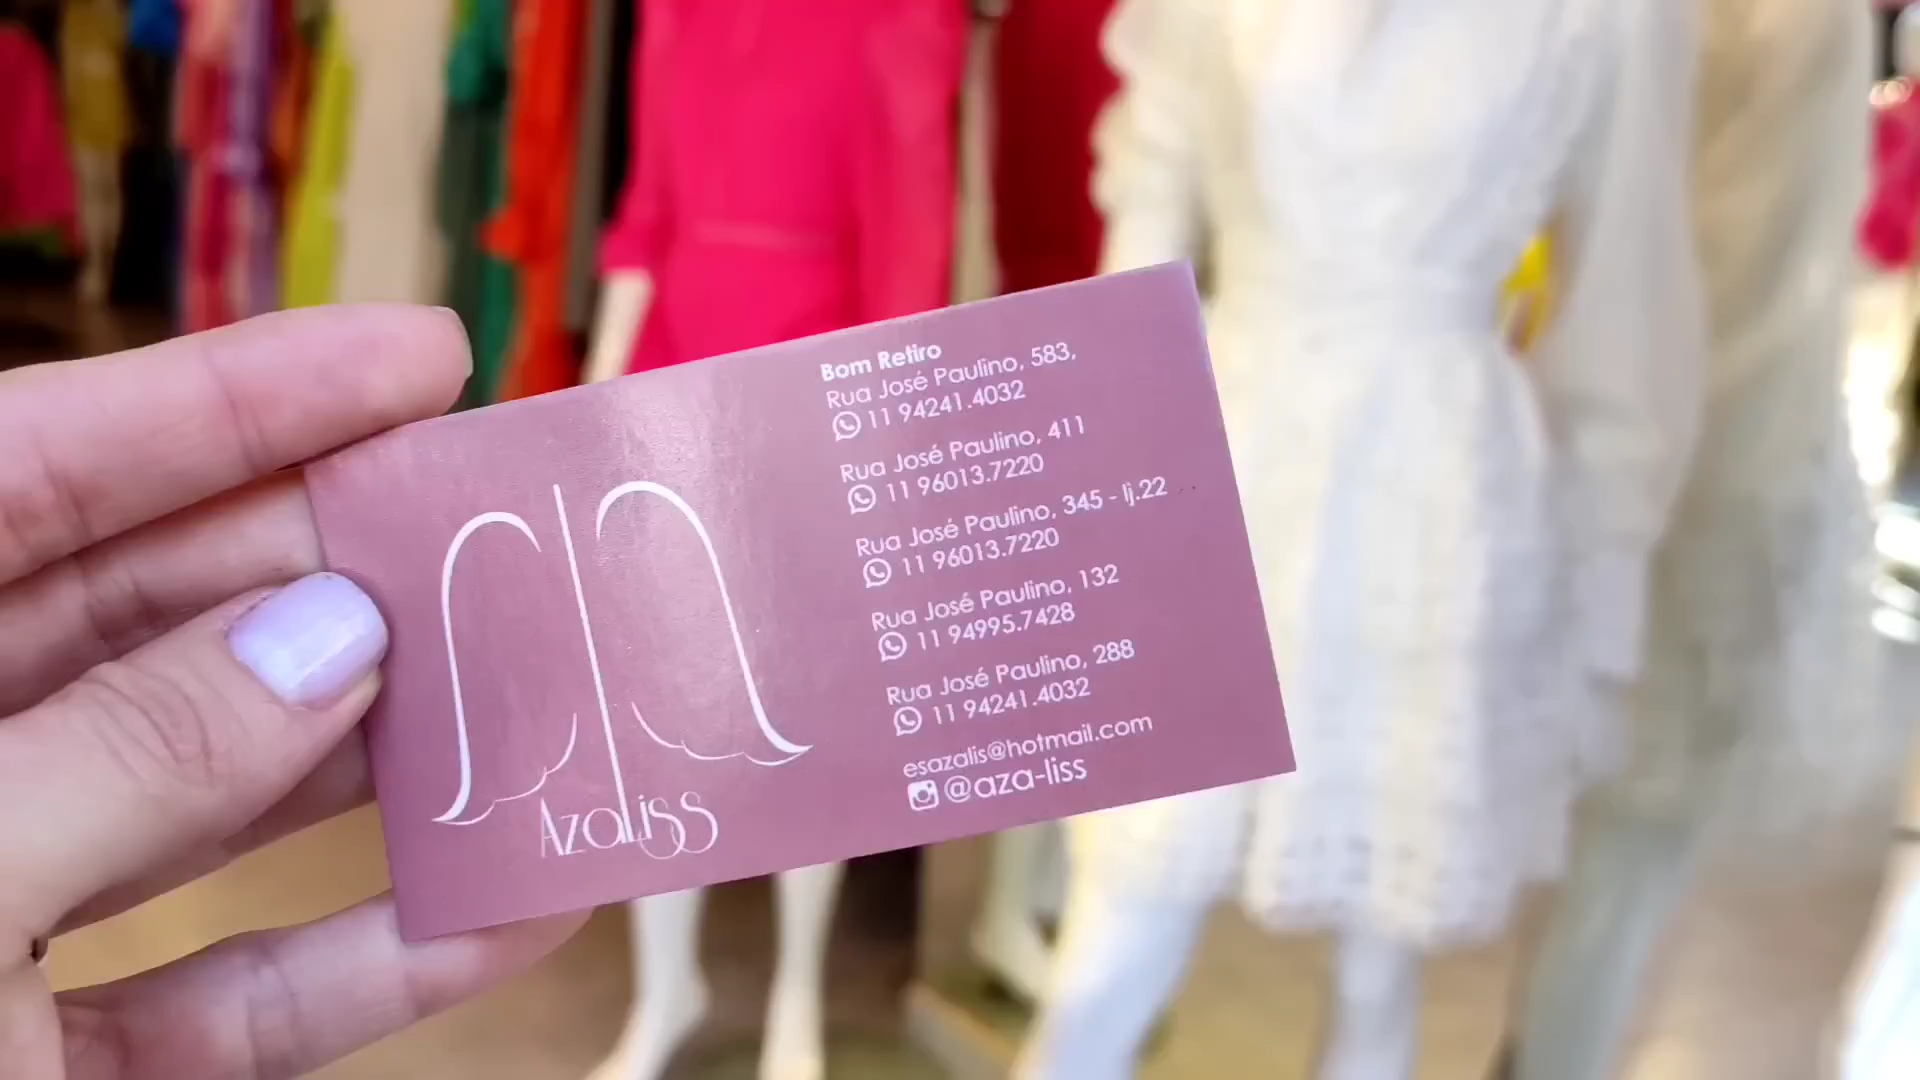 AzaLiss
Bom Retiro
Rua José Paulino, 583,
11 94241.4032
Rua José Paulino, 411
11 96013.7220
Rua José Paulino, 345 - lj.22
11 96013.7220
Rua José Paulino, 132
11 94995.7428
Rua José Paulino, 288
11 94241.4032
esazalis@hotmail.com
@aza-liss